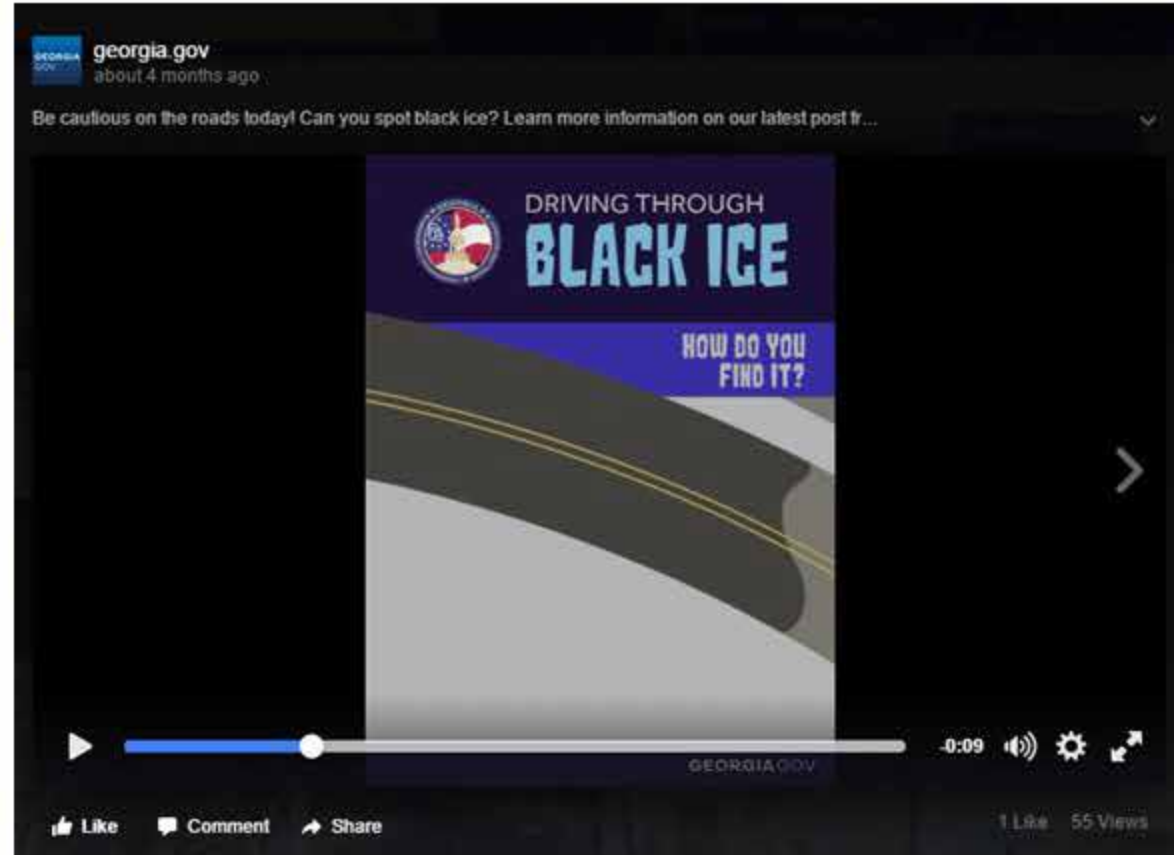 GEORGIA
GOV
georgia.gov
about 4 months ago
Be cautious on the roads today! Can you spot black ice? Learn more information on our latest post fr...
DRIVING THROUGH
BLACK ICE
HOW DO YOU
FIND IT?
-0:09
GEORGIAGOV
Like Comment Share
1 Like 55 Views